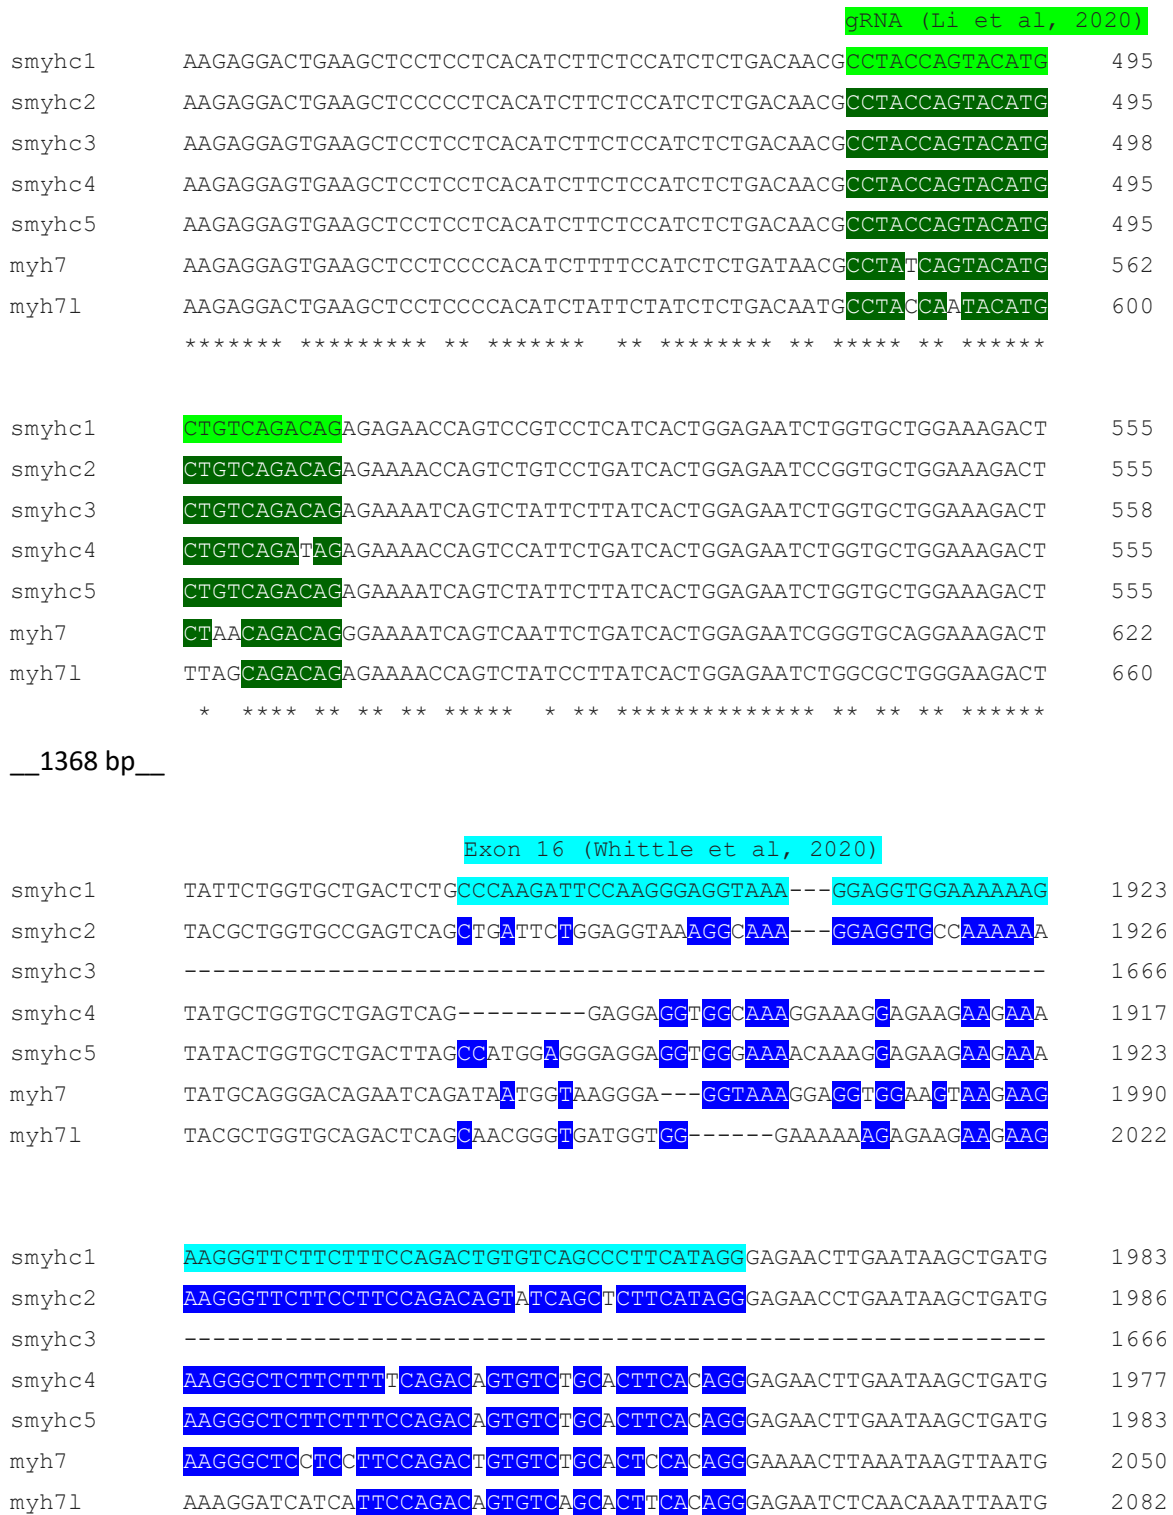 gRNA (Li et al, 2020)
smyhc1 AAGAGGACTGAAGCTCCTCCTCACATCTTCTCCATCTCTGACAACGCCTACCAGTACATG 495
smyhc2 AAGAGGACTGAAGCTCCCCCTCACATCTTCTCCATCTCTGACAACGCCTACCAGTACATG 495
smyhc3 AAGAGGAGTGAAGCTCCTCCTCACATCTTCTCCATCTCTGACAACGCCTACCAGTACATG 498
smyhc4 AAGAGGAGTGAAGCTCCTCCTCACATCTTCTCCATCTCTGACAACGCCTACCAGTACATG 495
smyhc5 AAGAGGAGTGAAGCTCCTCCTCACATCTTCTCCATCTCTGACAACGCCTACCAGTACATG 495
myh7 AAGAGGAGTGAAGCTCCTCCCCACATCTTTTCCATCTCTGATAACGCCTATCAGTACATG 562
myh7l AAGAGGACTGAAGCTCCTCCCCACATCTATTCTATCTCTGACAATGCCTACCAATACATG 600
******* ********* ** *******  ** ******** ** ***** ** ******
smyhc1 CTGTCAGACAGAGAGAACCAGTCCGTCCTCATCACTGGAGAATCTGGTGCTGGAAAGACT 555
smyhc2 CTGTCAGACAGAGAAAACCAGTCTGTCCTGATCACTGGAGAATCCGGTGCTGGAAAGACT 555
smyhc3 CTGTCAGACAGAGAAAATCAGTCTATTCTTATCACTGGAGAATCTGGTGCTGGAAAGACT 558
smyhc4 CTGTCAGATAGAGAAAACCAGTCCATTCTGATCACTGGAGAATCTGGTGCTGGAAAGACT 555
smyhc5 CTGTCAGACAGAGAAAATCAGTCTATTCTTATCACTGGAGAATCTGGTGCTGGAAAGACT 555
myh7 CTAACAGACAGGGAAAATCAGTCAATTCTGATCACTGGAGAATCGGGTGCAGGAAAGACT 622
myh7l TTAGCAGACAGAGAAAACCAGTCTATCCTTATCACTGGAGAATCTGGCGCTGGGAAGACT 660
*  **** ** ** ** *****  * ** ************** ** ** ** ******
__1368 bp__
Exon 16 (Whittle et al, 2020)
smyhc1 TATTCTGGTGCTGACTCTGCCCAAGATTCCAAGGGAGGTAAA---GGAGGTGGAAAAAAG 1923
smyhc2 TACGCTGGTGCCGAGTCAGCTGATTCTGGAGGTAAAGGCAAA---GGAGGTGCCAAAAAA 1926
smyhc3 ------------------------------------------------------------ 1666
smyhc4 TATGCTGGTGCTGAGTCAG---------GAGGAGGTGGCAAAGGAAAGGAGAAGAAGAAA 1917
smyhc5 TATACTGGTGCTGACTTAGCCATGGAGGGAGGAGGTGGGAAAACAAAGGAGAAGAAGAAA 1923
myh7 TATGCAGGGACAGAATCAGATAATGGTAAGGGA---GGTAAAGGAGGTGGAAGTAAGAAG 1990
myh7l TACGCTGGTGCAGACTCAGCAACGGGTGATGGTGG------GAAAAAAGAGAAGAAGAAG 2022
smyhc1 AAGGGTTCTTCTTTCCAGACTGTGTCAGCCCTTCATAGGGAGAACTTGAATAAGCTGATG 1983
smyhc2 AAGGGTTCTTCCTTCCAGACAGTATCAGCTCTTCATAGGGAGAACCTGAATAAGCTGATG 1986
smyhc3 ------------------------------------------------------------ 1666
smyhc4 AAGGGCTCTTCTTTTCAGACAGTGTCTGCACTTCACAGGGAGAACTTGAATAAGCTGATG 1977
smyhc5 AAGGGCTCTTCTTTCCAGACAGTGTCTGCACTTCACAGGGAGAACTTGAATAAGCTGATG 1983
myh7 AAGGGCTCCTCCTTCCAGACTGTGTCTGCACTCCACAGGGAAAACTTAAATAAGTTAATG 2050
myh7l AAAGGATCATCATTCCAGACAGTGTCAGCACTTCACAGGGAGAATCTCAACAAATTAATG 2082